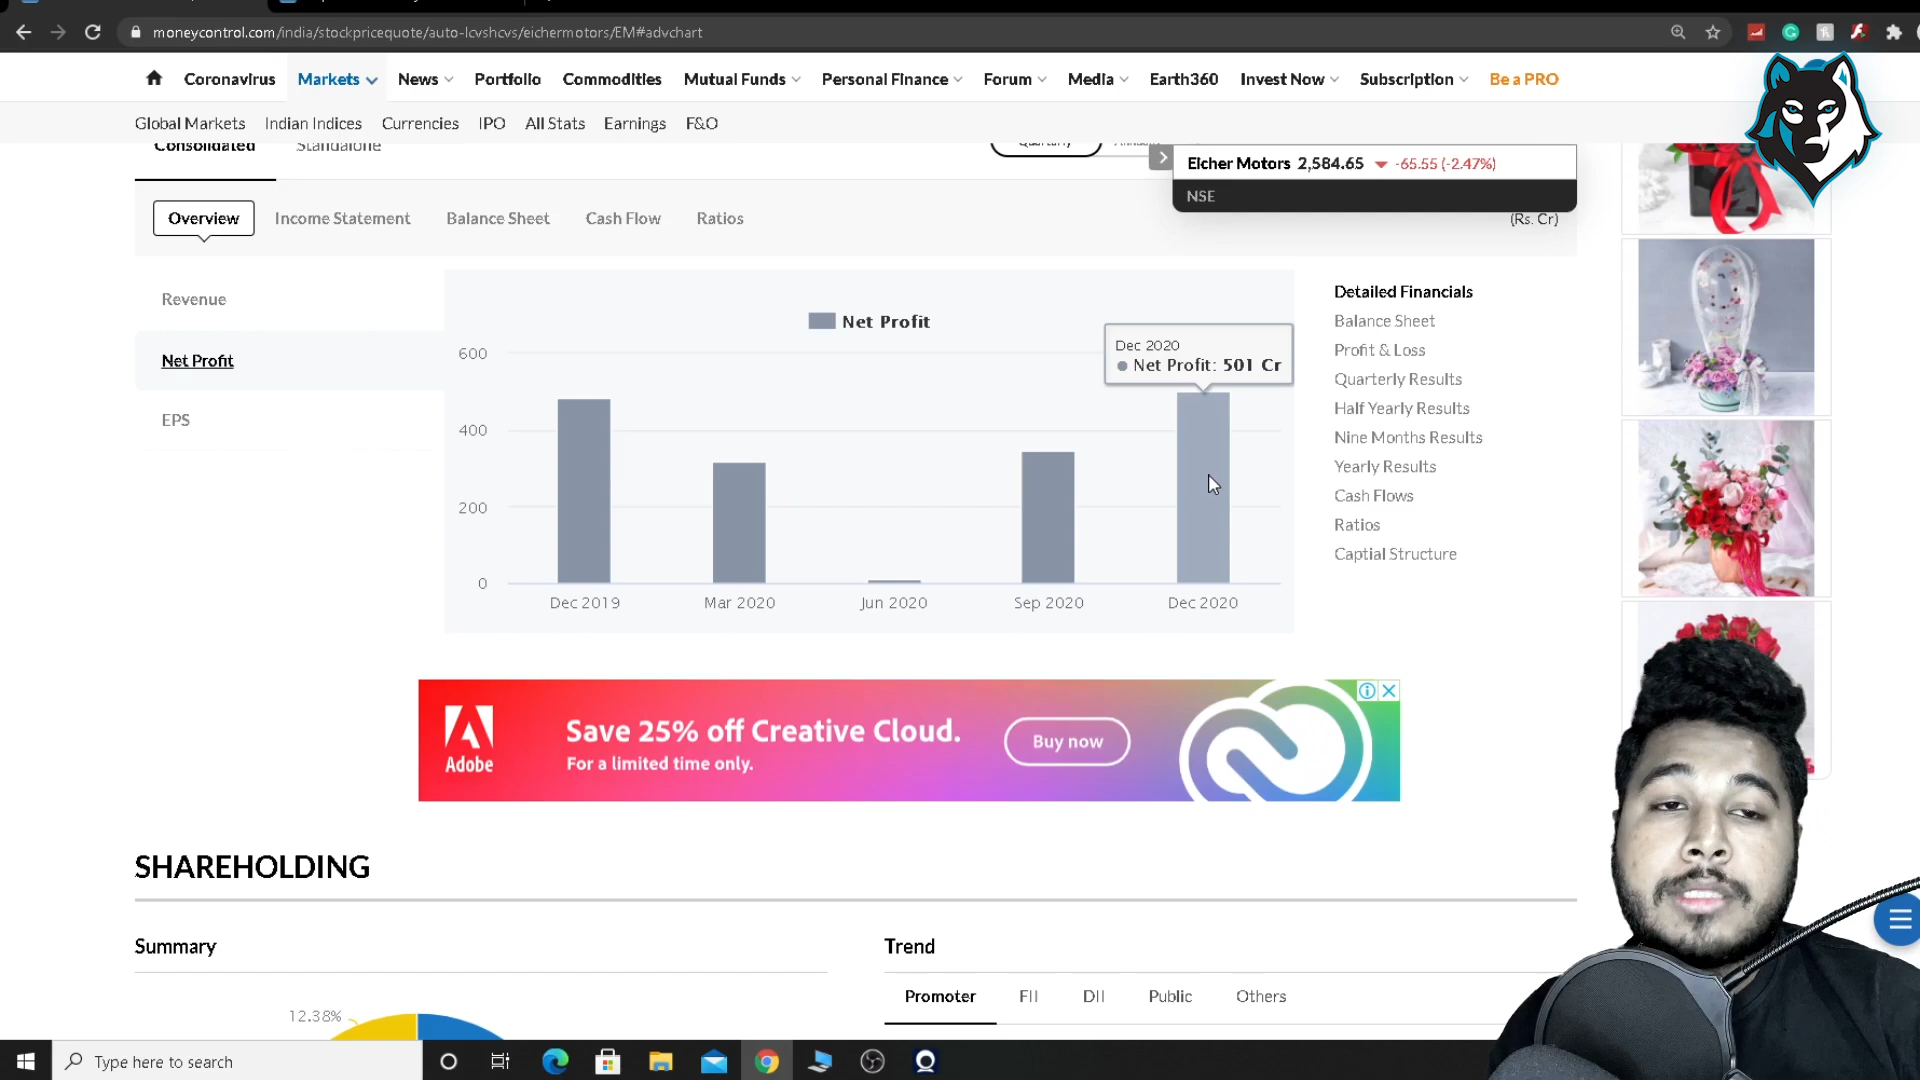 moneycontrol.com/india/stockpricequote/auto-lcvshcvs/eichermotors/EM#advchart
Coronavirus Markets News Portfolio Commodities Mutual Funds Personal Finance Forum Media Earth360 Invest Now Subscription Be a PRO
Global Markets Indian Indices Currencies IPO All Stats Earnings F&O
Consolidated Standalone Quarterly
Eicher Motors 2,584.65 -65.55 (-2.47%)
NSE
Overview Income Statement Balance Sheet Cash Flow Ratios (Rs. Cr)
Revenue
Net Profit
EPS
Net Profit
Dec 2020
Net Profit: 501 Cr
600
400
200
0
Dec 2019 Mar 2020 Jun 2020 Sep 2020 Dec 2020
Detailed Financials
Balance Sheet
Profit & Loss
Quarterly Results
Half Yearly Results
Nine Months Results
Yearly Results
Cash Flows
Ratios
Captial Structure
Adobe
Save 25% off Creative Cloud.
For a limited time only.
Buy now
SHAREHOLDING
Summary
12.38%
Trend
Promoter FII DII Public Others
Type here to search